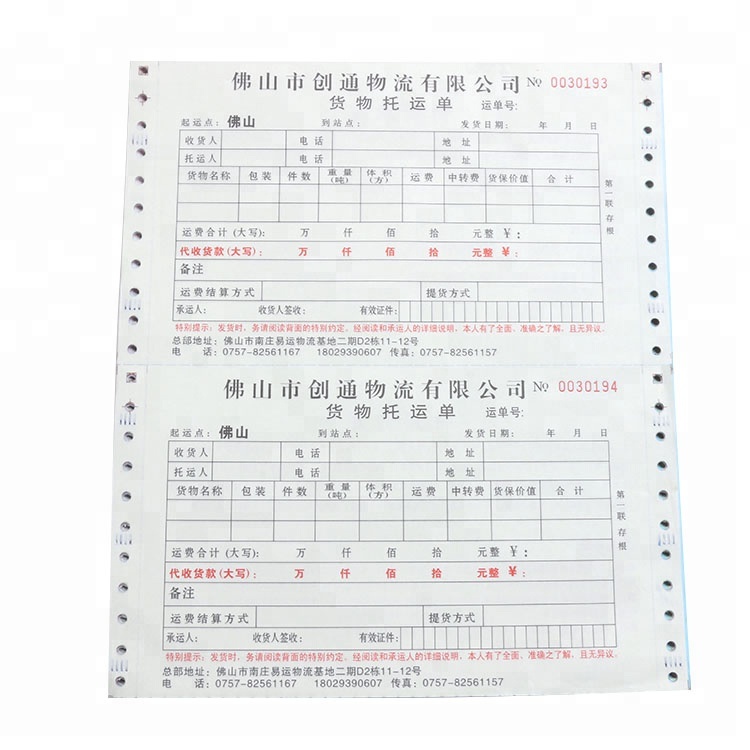 佛山市创通物流有限公司 № 0030193
货物托运单 运单号:
起运点: 佛山 到站点: 发货日期: 年 月 日
收货人 电话 地址
托运人 电话 地址
货物名称 包装 件数 重量(吨) 体积(方) 运费 中转费 货保价值 合计
第一联 存根
运费合计(大写): 万 仟 佰 拾 元整 ¥:
代收货款(大写): 万 仟 佰 拾 元整 ¥:
备注
运费结算方式 提货方式
承运人: 收货人签收: 有效证件:
特别提示: 发货时, 务请阅读背面的特别约定。经阅读和承运人的详细说明, 本人有了全面、准确之了解, 且无异议。
总部地址: 佛山市南庄易运物流基地二期D2栋11-12号
电 话: 0757-82561167 18029390607 传真: 0757-82561157
佛山市创通物流有限公司 № 0030194
货物托运单 运单号:
起运点: 佛山 到站点: 发货日期: 年 月 日
收货人 电话 地址
托运人 电话 地址
货物名称 包装 件数 重量(吨) 体积(方) 运费 中转费 货保价值 合计
第一联 存根
运费合计(大写): 万 仟 佰 拾 元整 ¥:
代收货款(大写): 万 仟 佰 拾 元整 ¥:
备注
运费结算方式 提货方式
承运人: 收货人签收: 有效证件:
特别提示: 发货时, 务请阅读背面的特别约定。经阅读和承运人的详细说明, 本人有了全面、准确之了解, 且无异议。
总部地址: 佛山市南庄易运物流基地二期D2栋11-12号
电 话: 0757-82561167 18029390607 传真: 0757-82561157